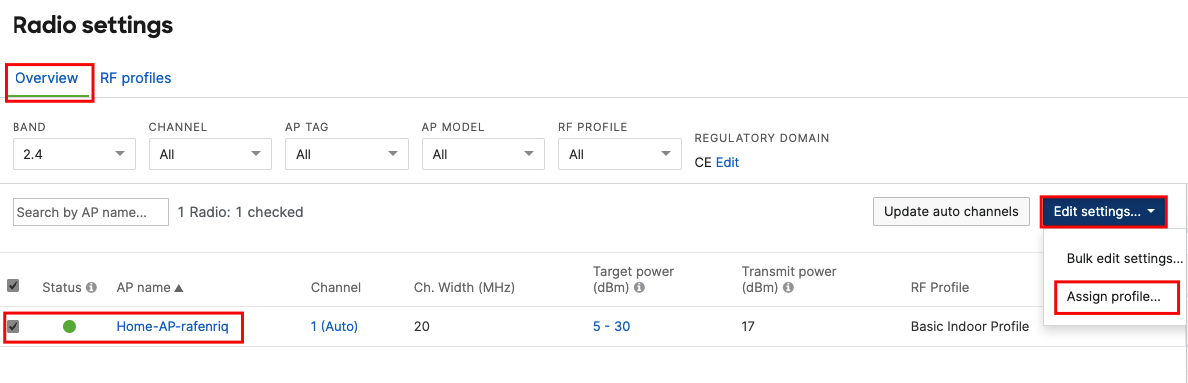 Radio settings
Overview RF profiles
BAND CHANNEL AP TAG AP MODEL RF PROFILE REGULATORY DOMAIN
2.4 All All All All CE Edit
Search by AP name... 1 Radio: 1 checked Update auto channels Edit settings...
Bulk edit settings...
Assign profile...
Status AP name Channel Ch. Width (MHz) Target power (dBm) Transmit power (dBm) RF Profile
Home-AP-rafenriq 1 (Auto) 20 5 - 30 17 Basic Indoor Profile